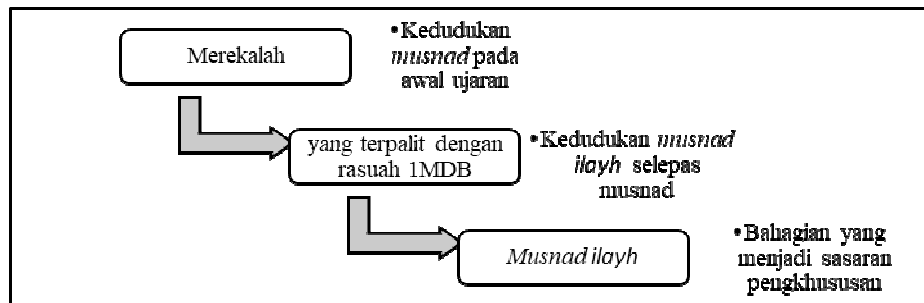 Merekalah
•Kedudukan
musnad pada
awal ujaran
yang terpalit dengan
rasuah 1MDB
•Kedudukan musnad
ilayh selepas
musnad
Musnad ilayh
•Bahagian yang
menjadi sasaran
pengkhususan